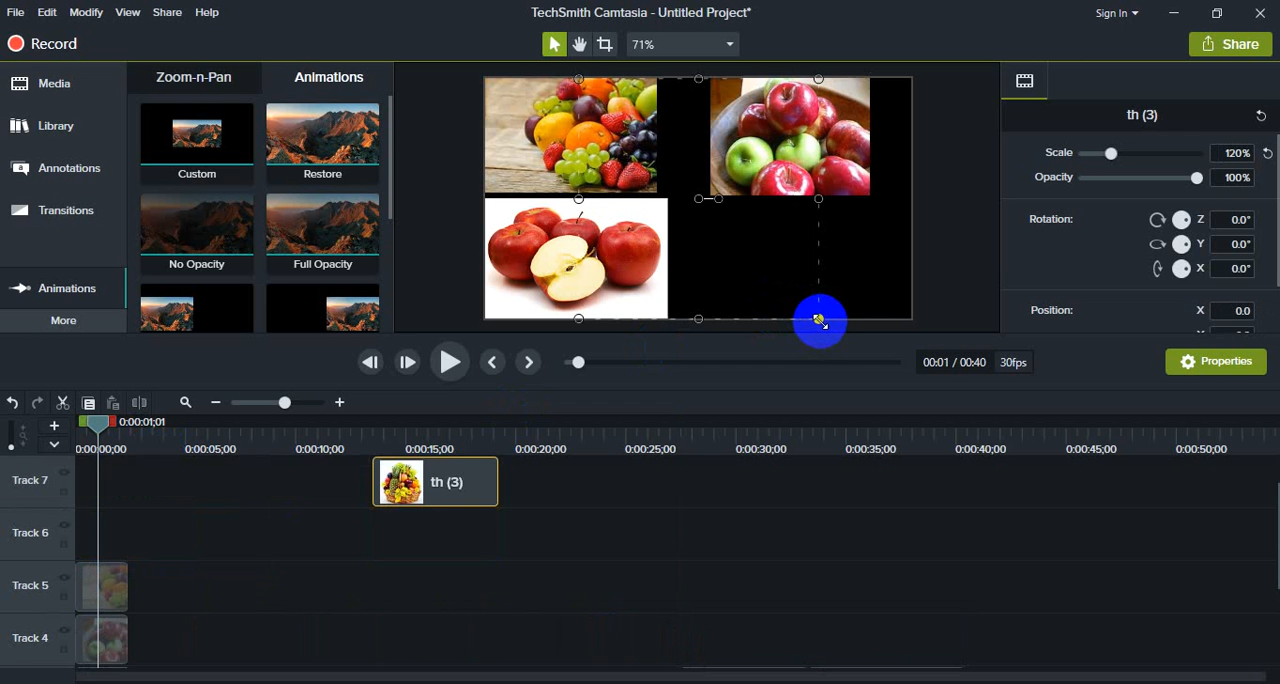 File Edit Modify View Share Help
TechSmith Camtasia - Untitled Project*
Sign In
Record
71%
Share
Media
Library
Annotations
Transitions
Animations
More
Zoom-n-Pan Animations
Custom Restore
No Opacity Full Opacity
th (3)
Scale 120%
Opacity 100%
Rotation: Z 0.0°
Y 0.0°
X 0.0°
Position: X 0.0
00:01 / 00:40 30fps
Properties
0:00:01;01
0:00:00;00 0:00:05;00 0:00:10;00 0:00:15;00 0:00:20;00 0:00:25;00 0:00:30;00 0:00:35;00 0:00:40;00 0:00:45;00 0:00:50;00
Track 7 th (3)
Track 6
Track 5
Track 4